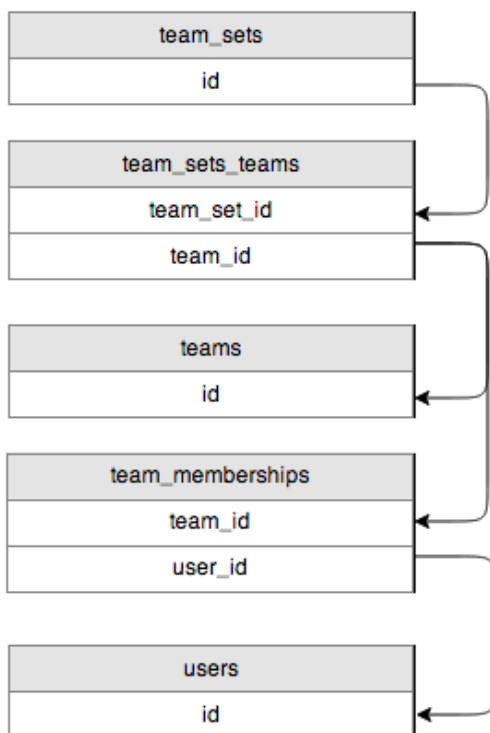 team_sets
id
team_sets_teams
team_set_id
team_id
teams
id
team_memberships
team_id
user_id
users
id